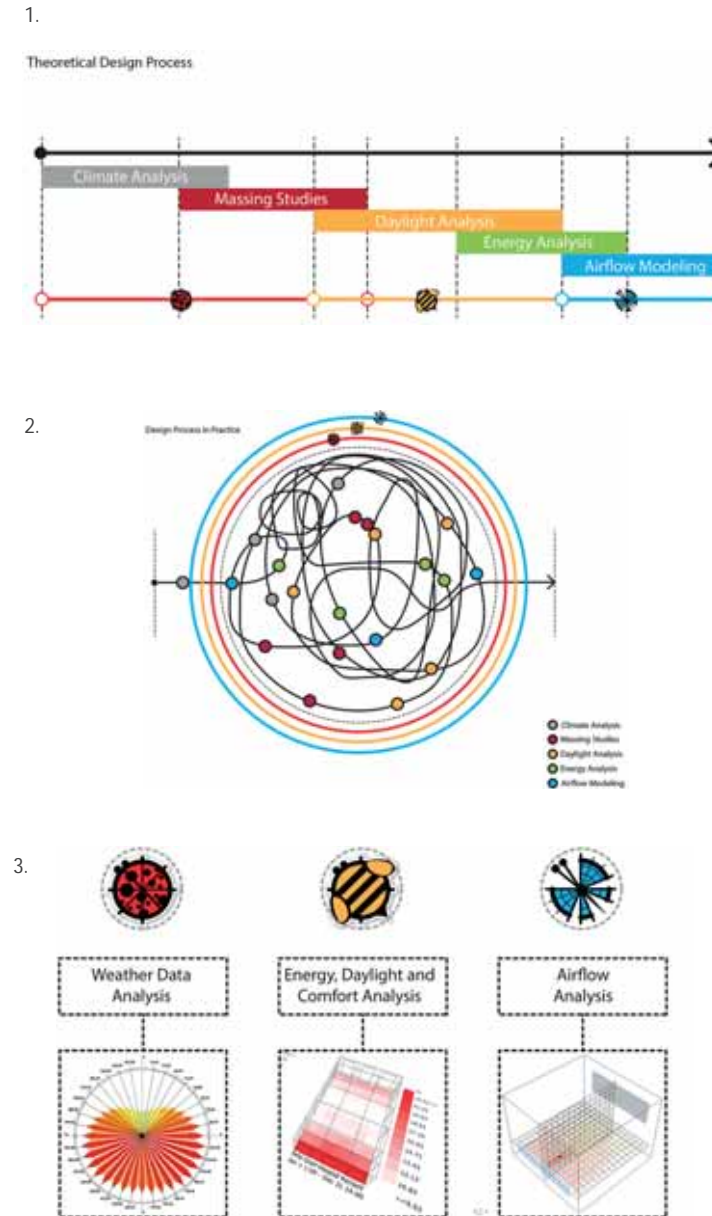 1.
Theoretical Design Process
Climate Analysis
Massing Studies
Daylight Analysis
Energy Analysis
Airflow Modeling
2.
Design Process in Practice
Climate Analysis
Massing Studies
Daylight Analysis
Energy Analysis
Airflow Modeling
3.
Weather Data
Analysis
Energy, Daylight and
Comfort Analysis
Airflow
Analysis